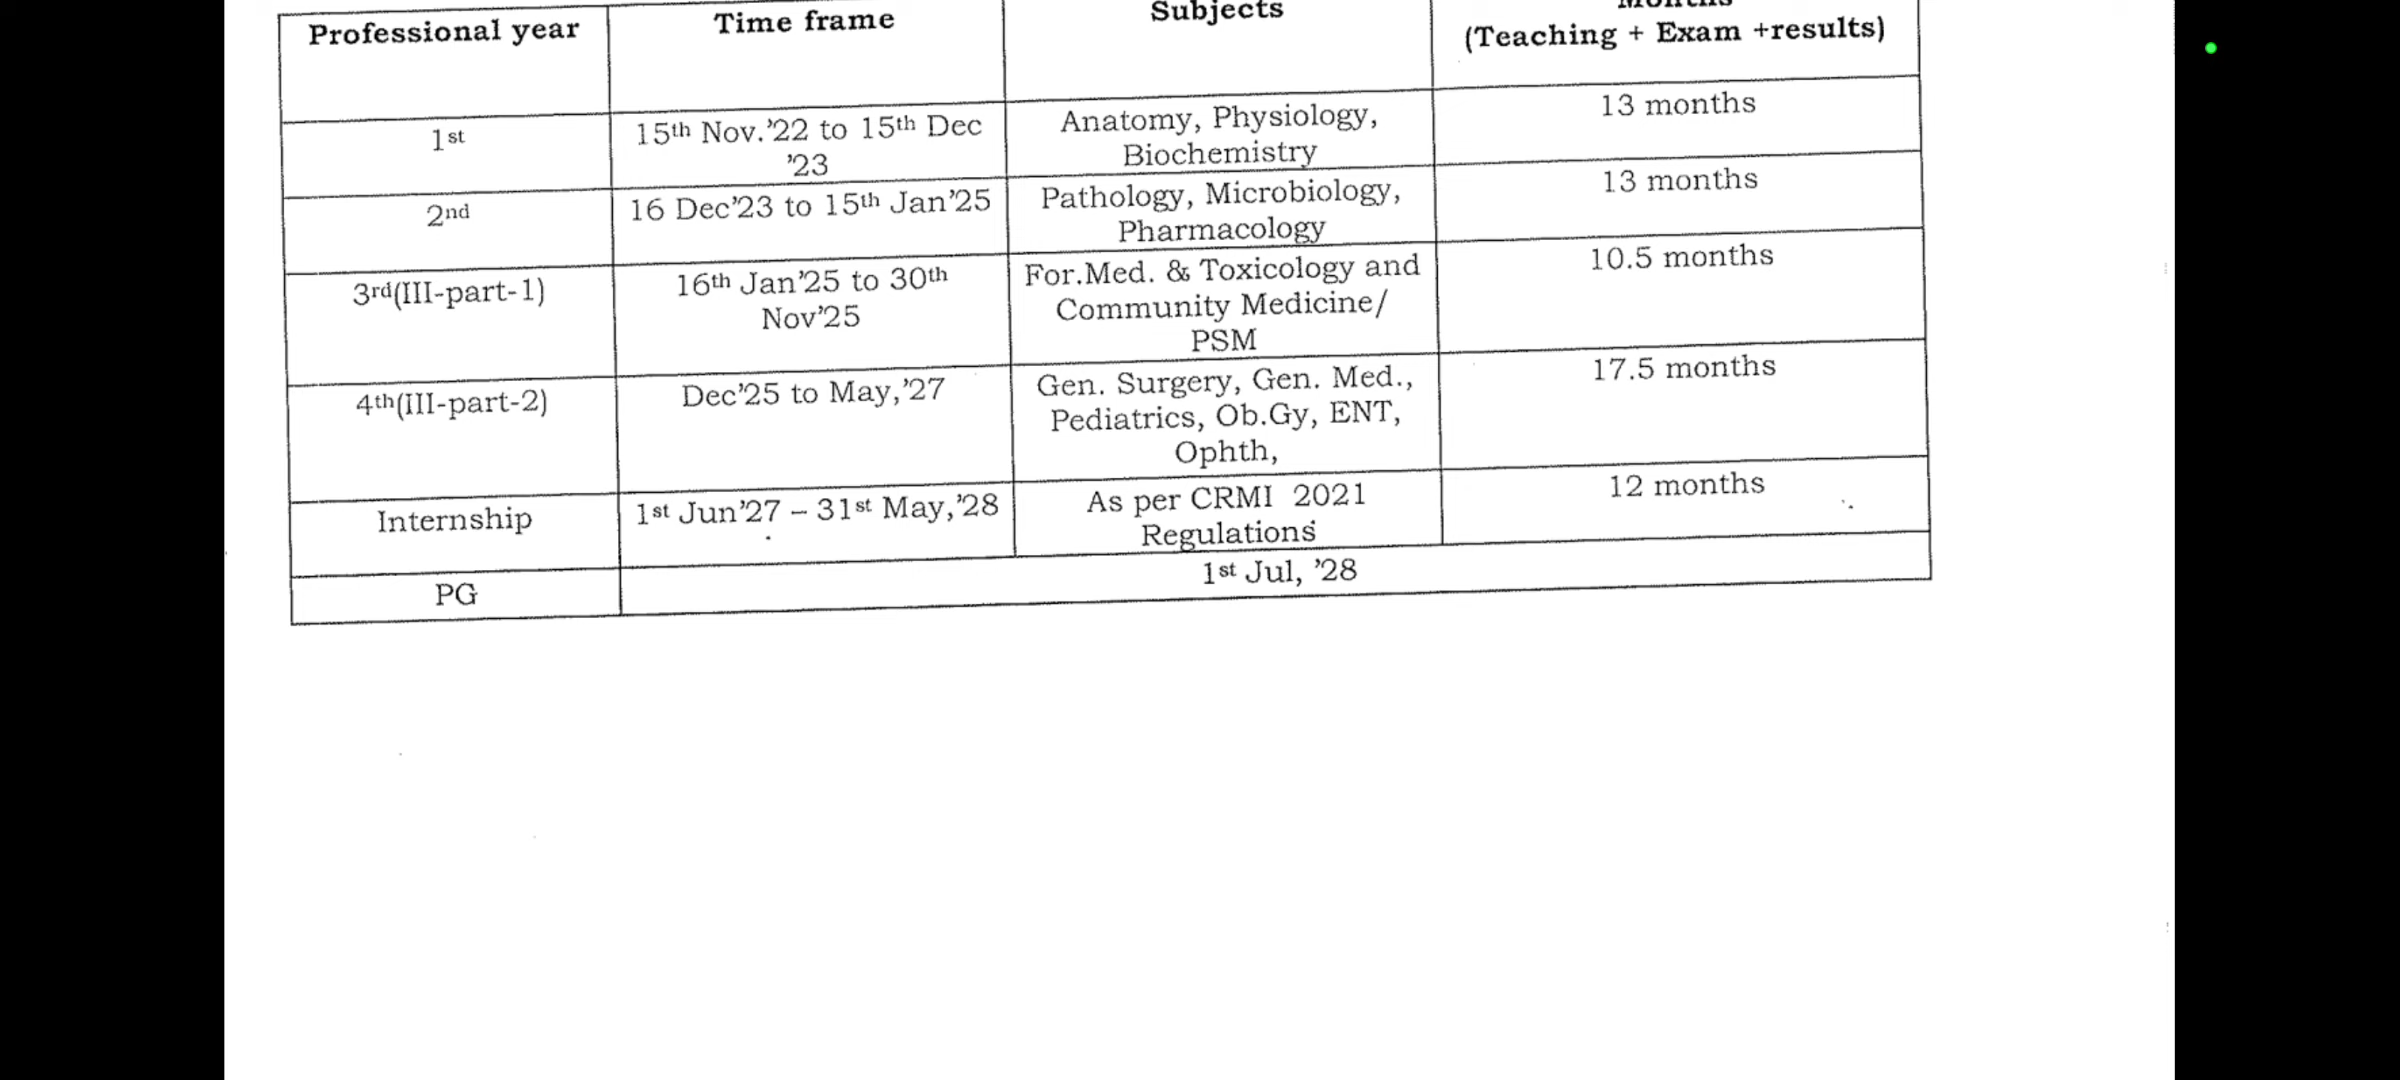 Professional year
Time frame
Subjects
Months
(Teaching + Exam +results)
1st
15th Nov.'22 to 15th Dec
'23
Anatomy, Physiology,
Biochemistry
13 months
2nd
16 Dec'23 to 15th Jan'25
Pathology, Microbiology,
Pharmacology
13 months
3rd(III-part-1)
16th Jan'25 to 30th
Nov'25
For.Med. & Toxicology and
Community Medicine/
PSM
10.5 months
4th(III-part-2)
Dec'25 to May,'27
Gen. Surgery, Gen. Med.,
Pediatrics, Ob.Gy, ENT,
Ophth,
17.5 months
Internship
1st Jun'27 – 31st May,'28
As per CRMI 2021
Regulations
12 months
PG
1st Jul, '28